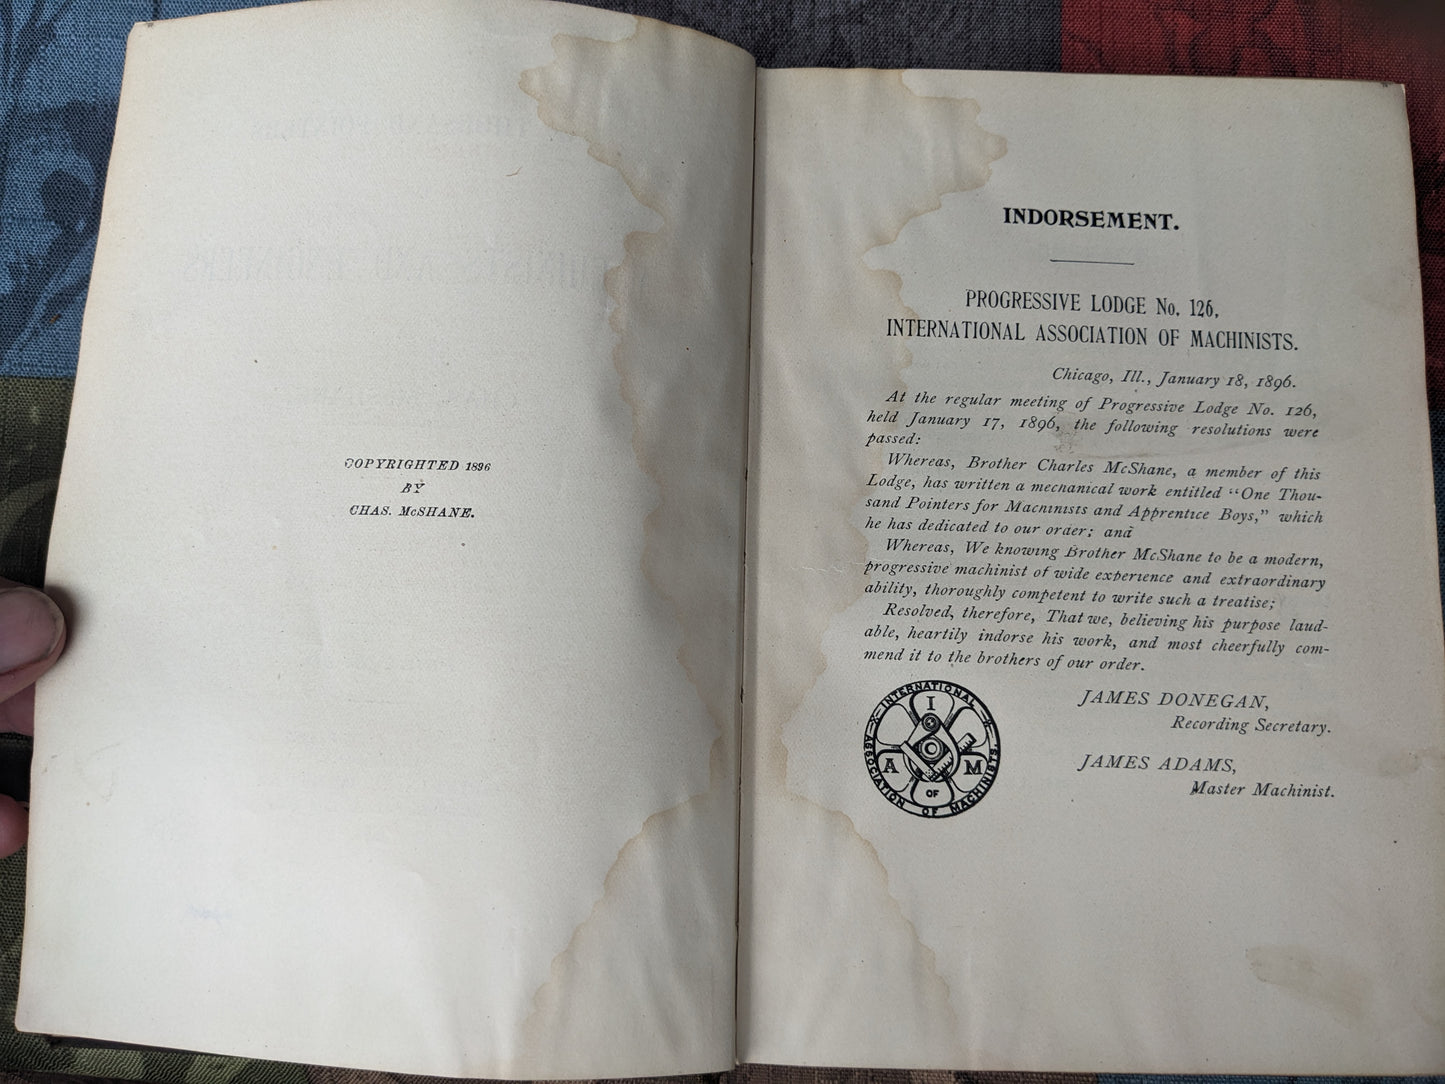 COPYRIGHTED 1896
BY
CHAS. McSHANE.
INDORSEMENT.
PROGRESSIVE LODGE No. 126,
INTERNATIONAL ASSOCIATION OF MACHINISTS.
Chicago, Ill., January 18, 1896.
At the regular meeting of Progressive Lodge No. 126,
held January 17, 1896, the following resolutions were
passed:
Whereas, Brother Charles McShane, a member of this
Lodge, has written a mechanical work entitled "One Thou-
sand Pointers for Machinists and Apprentice Boys," which
he has dedicated to our order; and
Whereas, We knowing Brother McShane to be a modern,
progressive machinist of wide experience and extraordinary
ability, thoroughly competent to write such a treatise;
Resolved, therefore, That we, believing his purpose laud-
able, heartily indorse his work, and most cheerfully com-
mend it to the brothers of our order.
JAMES DONEGAN,
Recording Secretary.
JAMES ADAMS,
Master Machinist.
INTERNATIONAL
ASSOCIATION OF MACHINISTS.
I
A M
OF